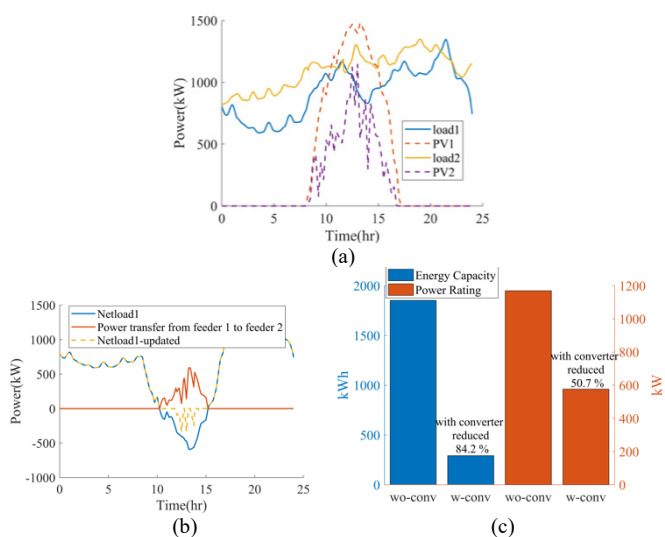 1500
1000
500
0
Power(kW)
load1
PV1
load2
PV2
0 5 10 15 20 25
Time(hr)
(a)
1500
1000
500
0
-500
-1000
Power(kW)
Netload1
Power transfer from feeder 1 to feeder 2
Netload1-updated
0 5 10 15 20 25
Time(hr)
(b)
Energy Capacity
Power Rating
2000
1500
1000
500
0
kWh
with converter
reduced
84.2 %
with converter
reduced
50.7 %
1200
1000
800
600
400
200
0
kW
wo-conv w-conv wo-conv w-conv
(c)